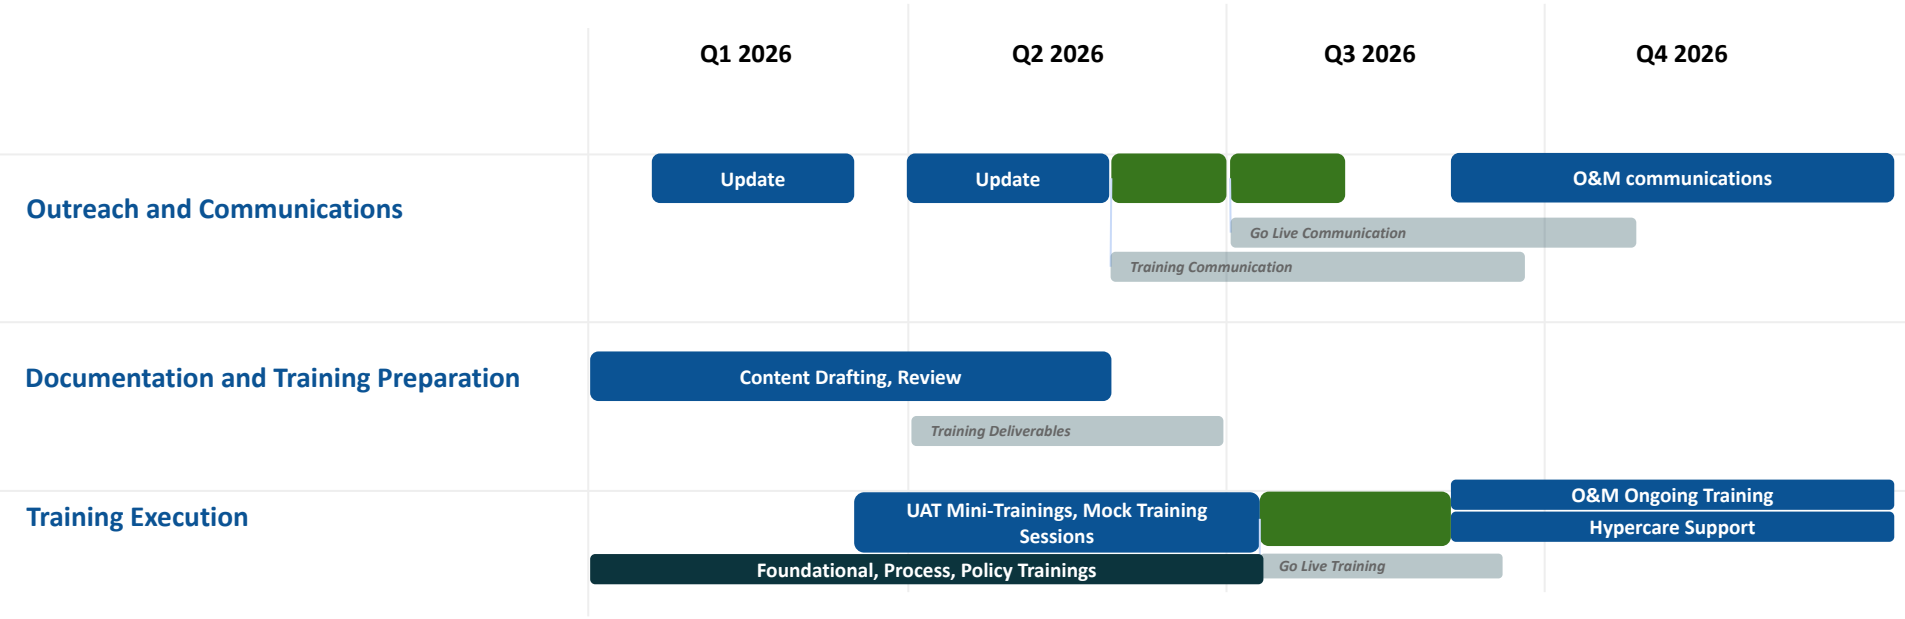 Q1 2026
Q2 2026
Q3 2026
Q4 2026
Outreach and Communications
Update
Update
O&M communications
Go Live Communication
Training Communication
Documentation and Training Preparation
Content Drafting, Review
Training Deliverables
Training Execution
UAT Mini-Trainings, Mock Training
Sessions
O&M Ongoing Training
Hypercare Support
Foundational, Process, Policy Trainings
Go Live Training